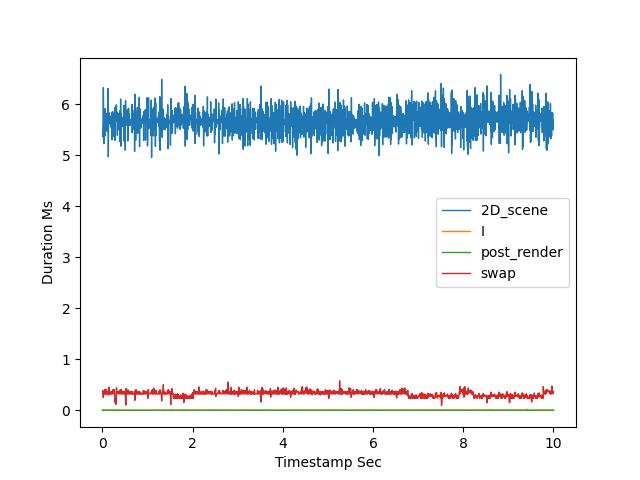 6
5
4
3
2
1
0
Duration Ms
2D_scene
I
post_render
swap
0
2
4
6
8
10
Timestamp Sec